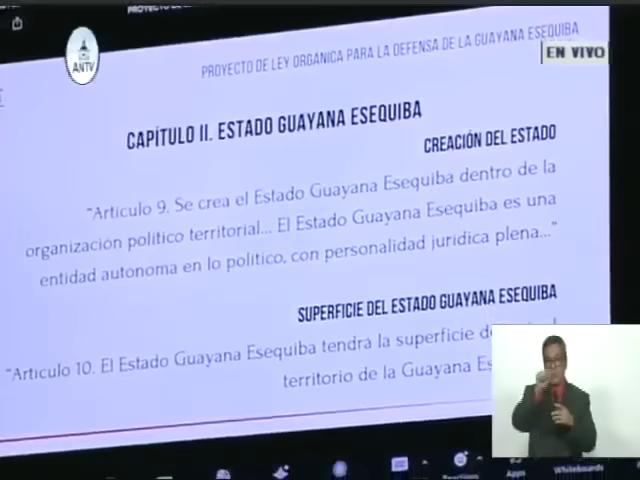 PROYECTO DE LEY ORGÁNICA PARA LA DEFENSA DE LA GUAYANA ESEQUIBA
ANTV
EN VIVO
CAPÍTULO II. ESTADO GUAYANA ESEQUIBA
CREACIÓN DEL ESTADO
"Artículo 9. Se crea el Estado Guayana Esequiba dentro de la
organización político territorial... El Estado Guayana Esequiba es una
entidad autonoma en lo político, con personalidad jurídica plena..."
SUPERFICIE DEL ESTADO GUAYANA ESEQUIBA
"Artículo 10. El Estado Guayana Esequiba tendrá la superficie
territorio de la Guayana
Apps
Whiteboards